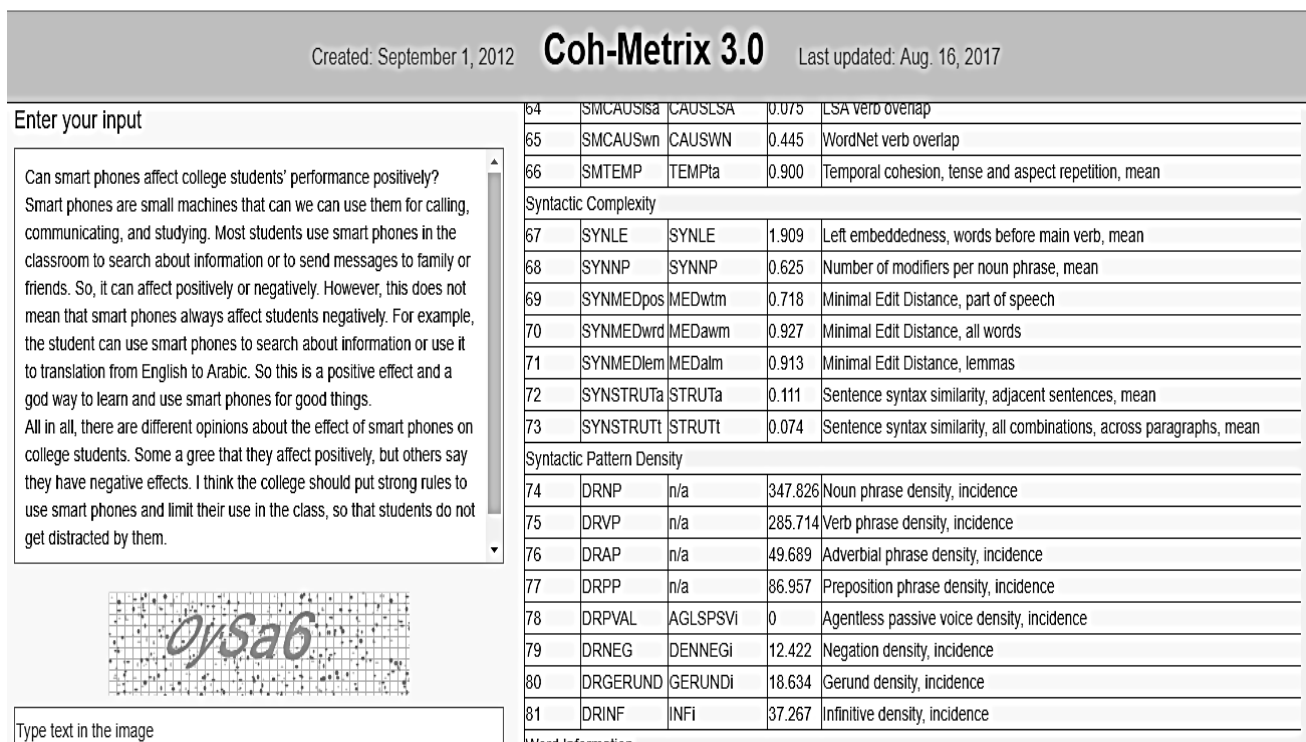 Created: September 1, 2012 Coh-Metrix 3.0 Last updated: Aug. 16, 2017
Enter your input
Can smart phones affect college students' performance positively?
Smart phones are small machines that can we can use them for calling,
communicating, and studying. Most students use smart phones in the
classroom to search about information or to send messages to family or
friends. So, it can affect positively or negatively. However, this does not
mean that smart phones always affect students negatively. For example,
the student can use smart phones to search about information or use it
to translation from English to Arabic. So this is a positive effect and a
god way to learn and use smart phones for good things.
All in all, there are different opinions about the effect of smart phones on
college students. Some a gree that they affect positively, but others say
they have negative effects. I think the college should put strong rules to
use smart phones and limit their use in the class, so that students do not
get distracted by them.
Type text in the image
64 SMCAUSlsa CAUSLSA 0.075 LSA verb overlap
65 SMCAUSwn CAUSWN 0.445 WordNet verb overlap
66 SMTEMP TEMPta 0.900 Temporal cohesion, tense and aspect repetition, mean
Syntactic Complexity
67 SYNLE SYNLE 1.909 Left embeddedness, words before main verb, mean
68 SYNNP SYNNP 0.625 Number of modifiers per noun phrase, mean
69 SYNMEDpos MEDwtm 0.718 Minimal Edit Distance, part of speech
70 SYNMEDwrd MEDawm 0.927 Minimal Edit Distance, all words
71 SYNMEDlem MEDalm 0.913 Minimal Edit Distance, lemmas
72 SYNSTRUTa STRUTa 0.111 Sentence syntax similarity, adjacent sentences, mean
73 SYNSTRUTt STRUTt 0.074 Sentence syntax similarity, all combinations, across paragraphs, mean
Syntactic Pattern Density
74 DRNP n/a 347.826 Noun phrase density, incidence
75 DRVP n/a 285.714 Verb phrase density, incidence
76 DRAP n/a 49.689 Adverbial phrase density, incidence
77 DRPP n/a 86.957 Preposition phrase density, incidence
78 DRPVAL AGLSPSVi 0 Agentless passive voice density, incidence
79 DRNEG DENNEGi 12.422 Negation density, incidence
80 DRGERUND GERUNDi 18.634 Gerund density, incidence
81 DRINF INFi 37.267 Infinitive density, incidence
Word Information